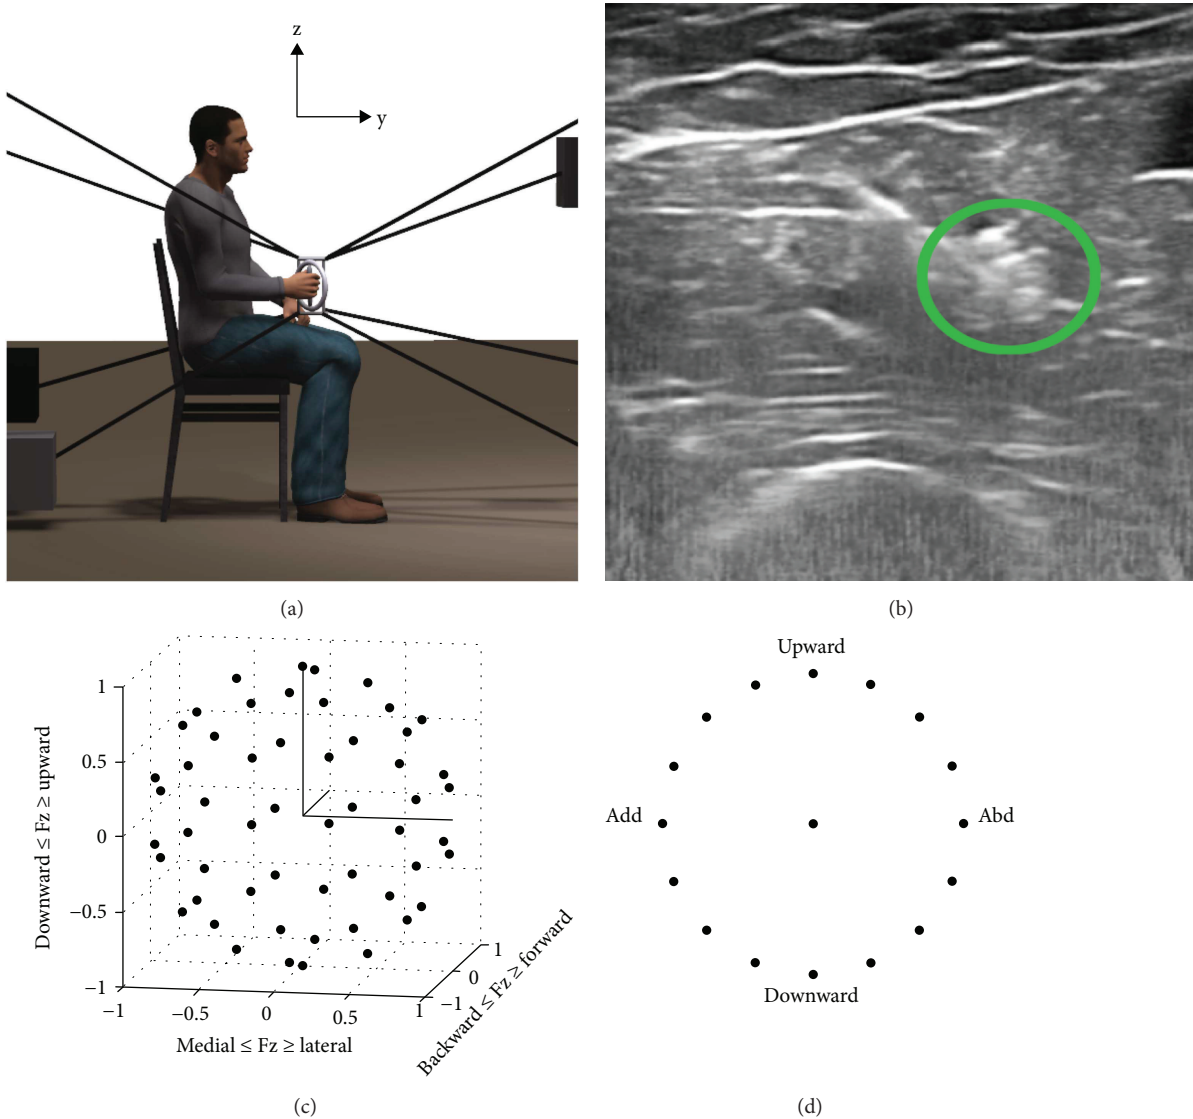 z
y
(a)
(b)
1
0.5
0
−0.5
−1
Downward ≤ Fz ≥ upward
−1
−0.5
0
0.5
1
Medial ≤ Fz ≥ lateral
−1
0
1
Backward ≤ Fz ≥ forward
(c)
Upward
Add
Abd
Downward
(d)